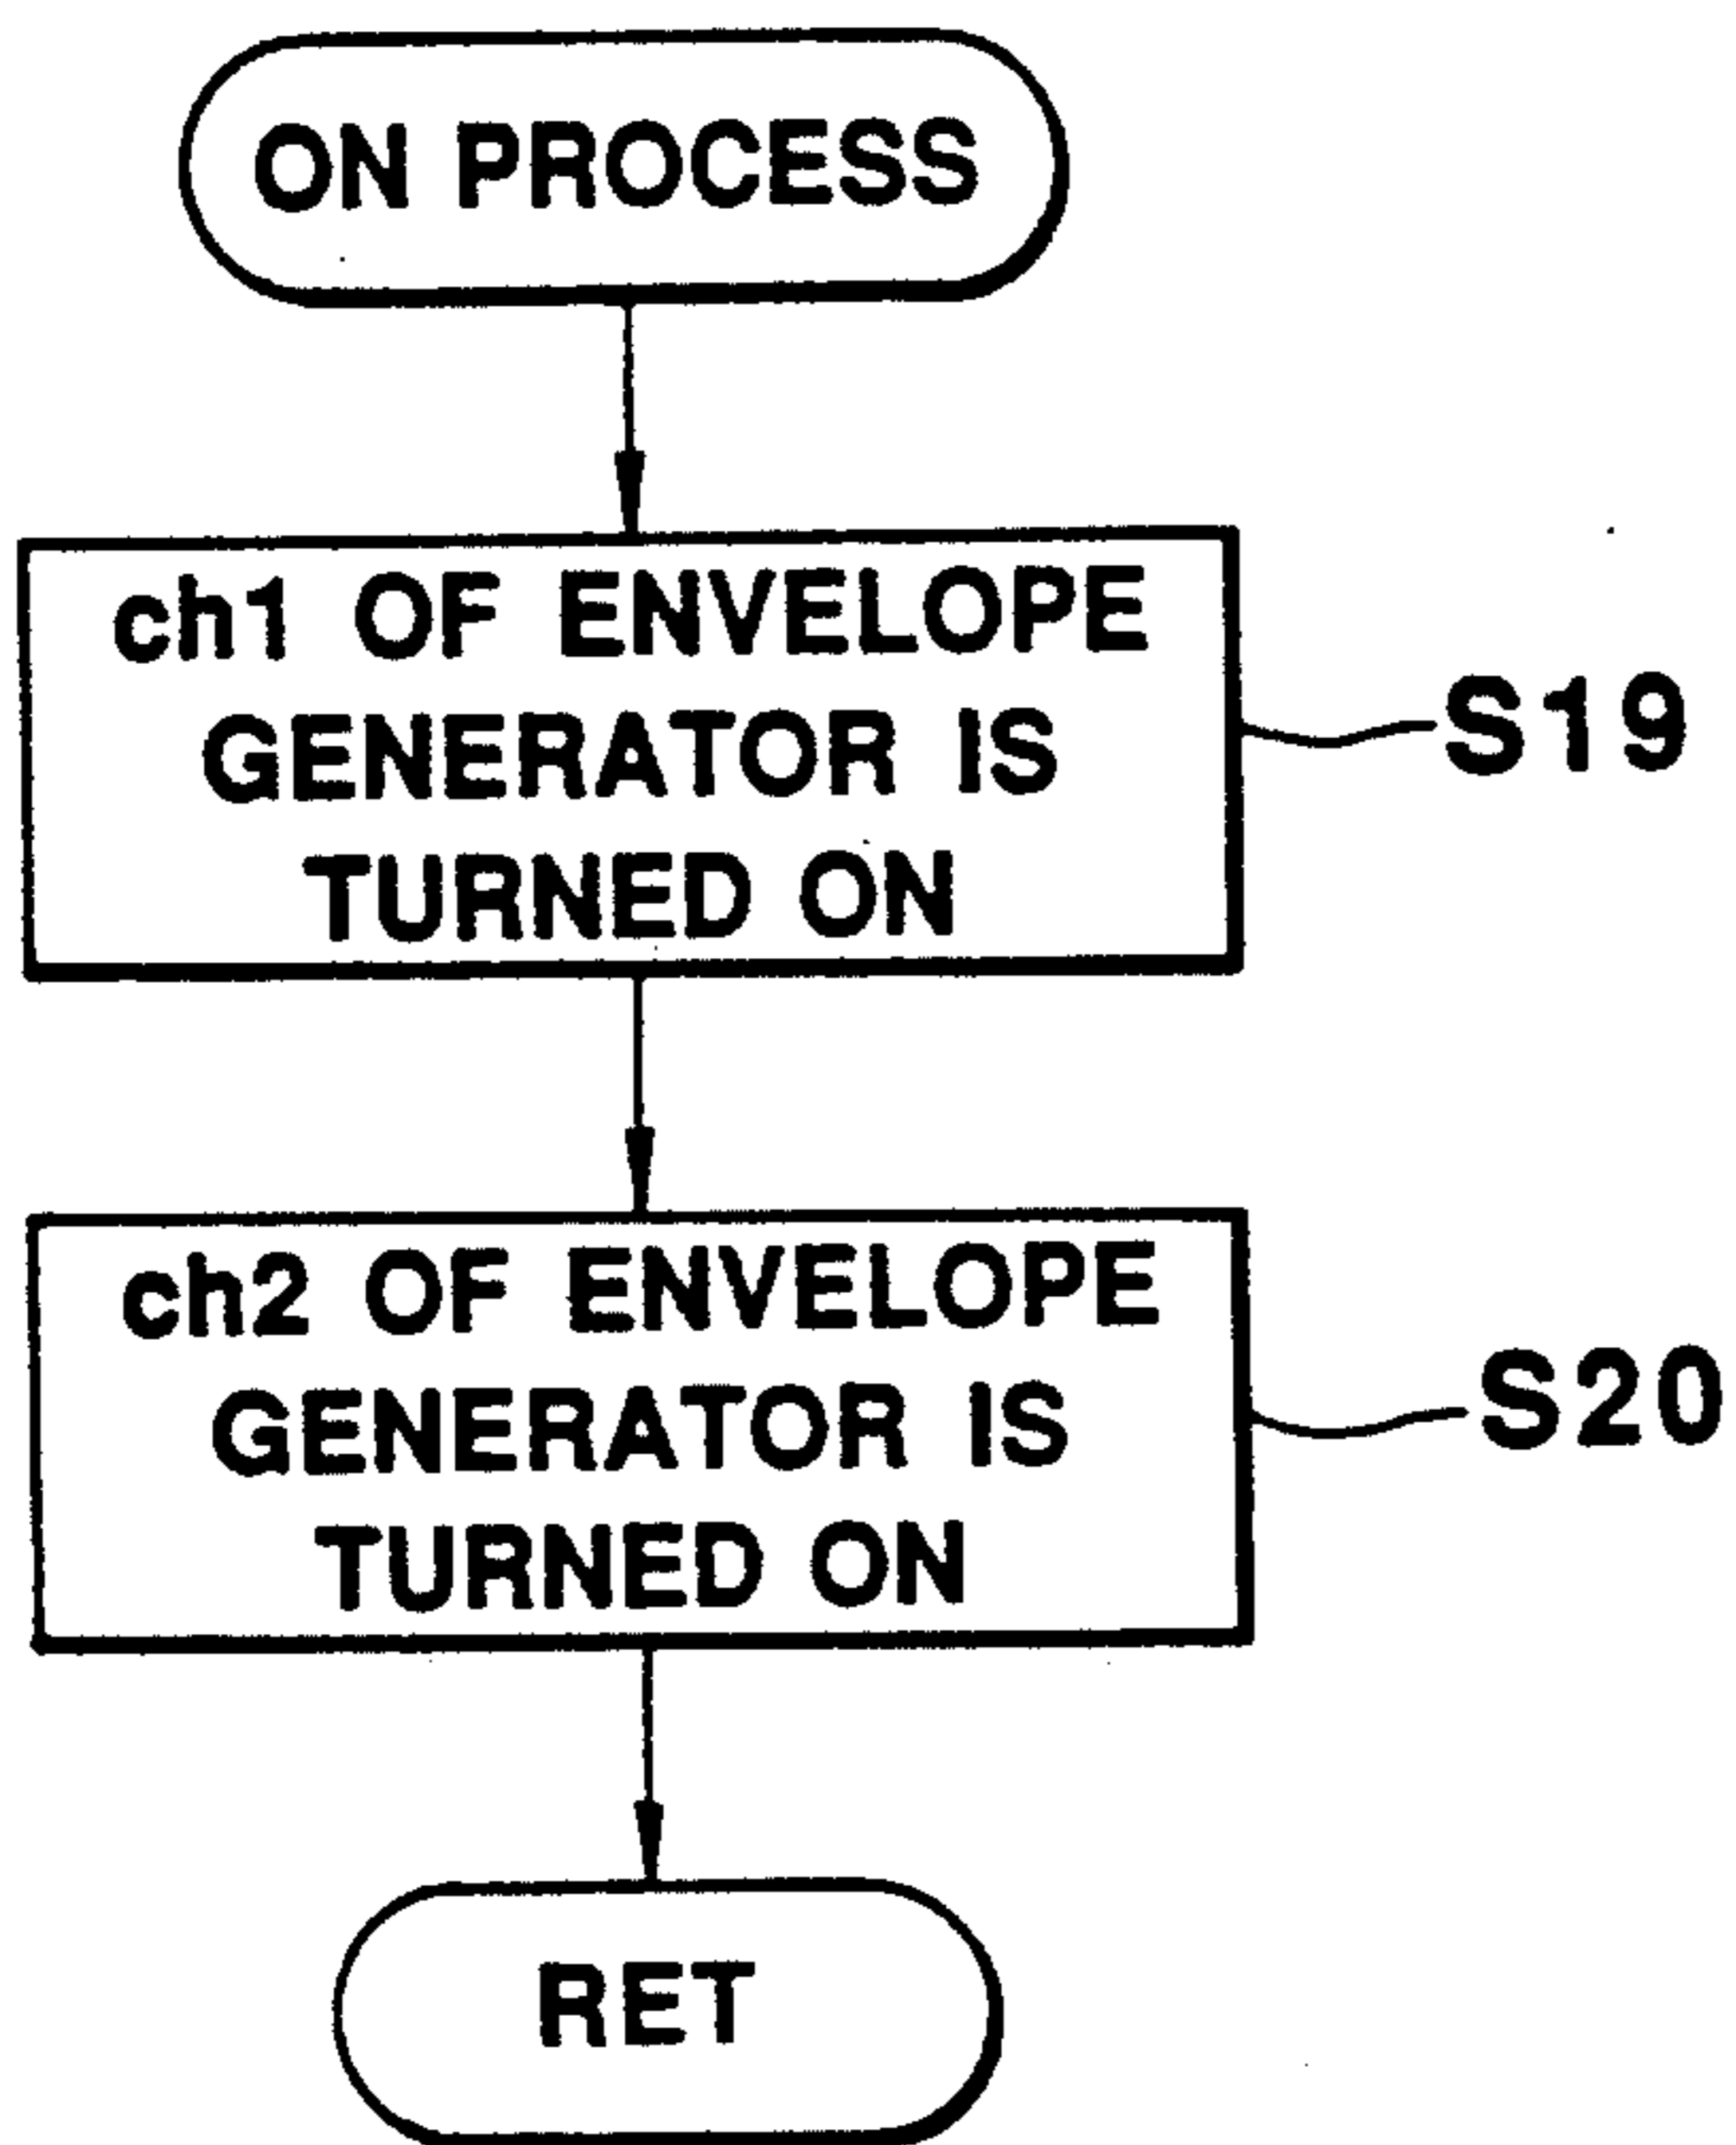 ON PROCESS
ch1 OF ENVELOPE
GENERATOR IS
TURNED ON
S19
ch2 OF ENVELOPE
GENERATOR IS
TURNED ON
S20
RET